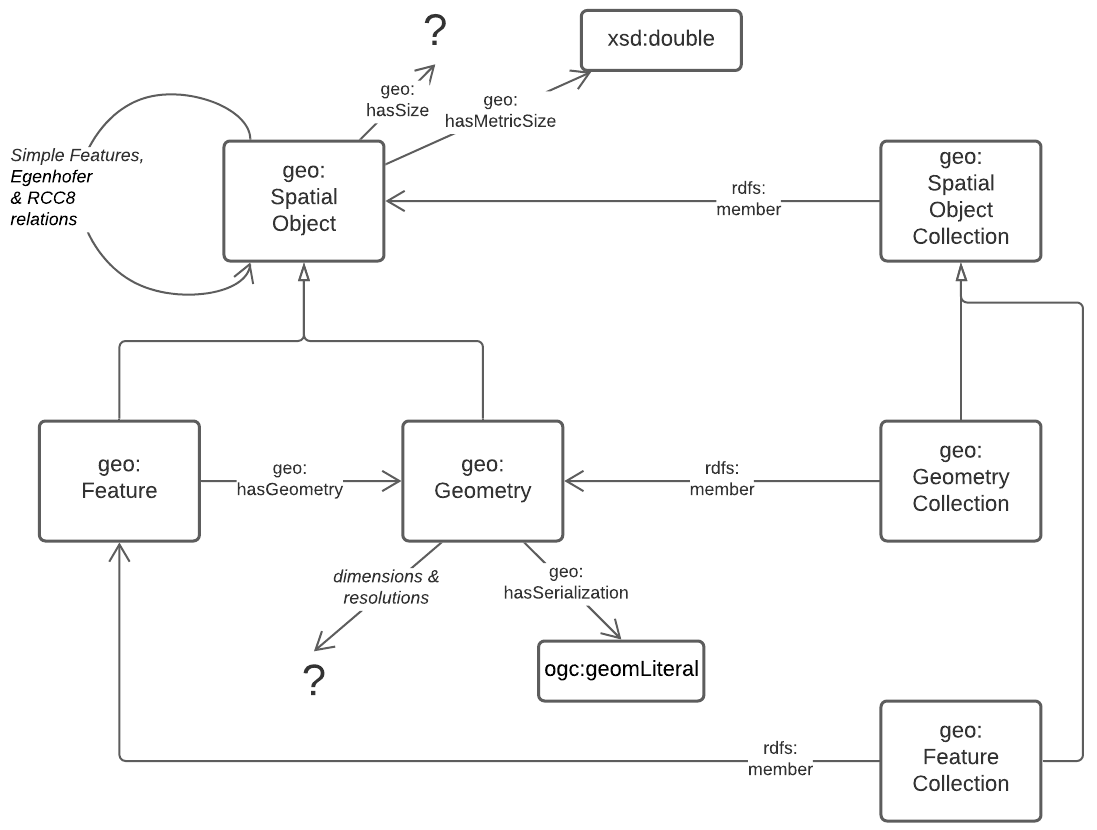 ?
xsd:double
geo:
hasSize
geo:
hasMetricSize
Simple Features,
Egenhofer
& RCC8
relations
geo:
Spatial
Object
rdfs:
member
geo:
Spatial
Object
Collection
geo:
Feature
geo:
hasGeometry
geo:
Geometry
rdfs:
member
geo:
Geometry
Collection
dimensions &
resolutions
geo:
hasSerialization
?
ogc:geomLiteral
rdfs:
member
geo:
Feature
Collection